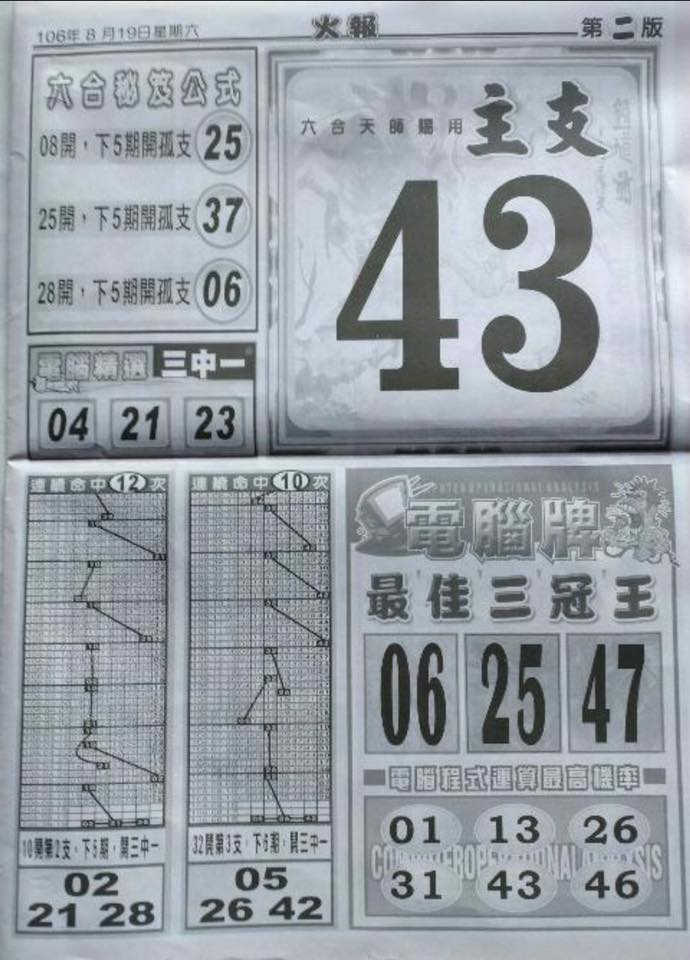 106年8月19日星期六
火報
第二版
六合秘笈公式
08開，下5期開孤支 25
25開，下5期開孤支 37
28開，下5期開孤支 06
電腦精選 三中一
04 21 23
六合天師賜用 主支
43
連續命中12次
10開第2支，下5期，開三中一
02
21 28
連續命中10次
32開第3支，下6期，開三中一
05
26 42
電腦牌
最佳三冠王
06 25 47
電腦程式運算最高機率
01 13 26
31 43 46